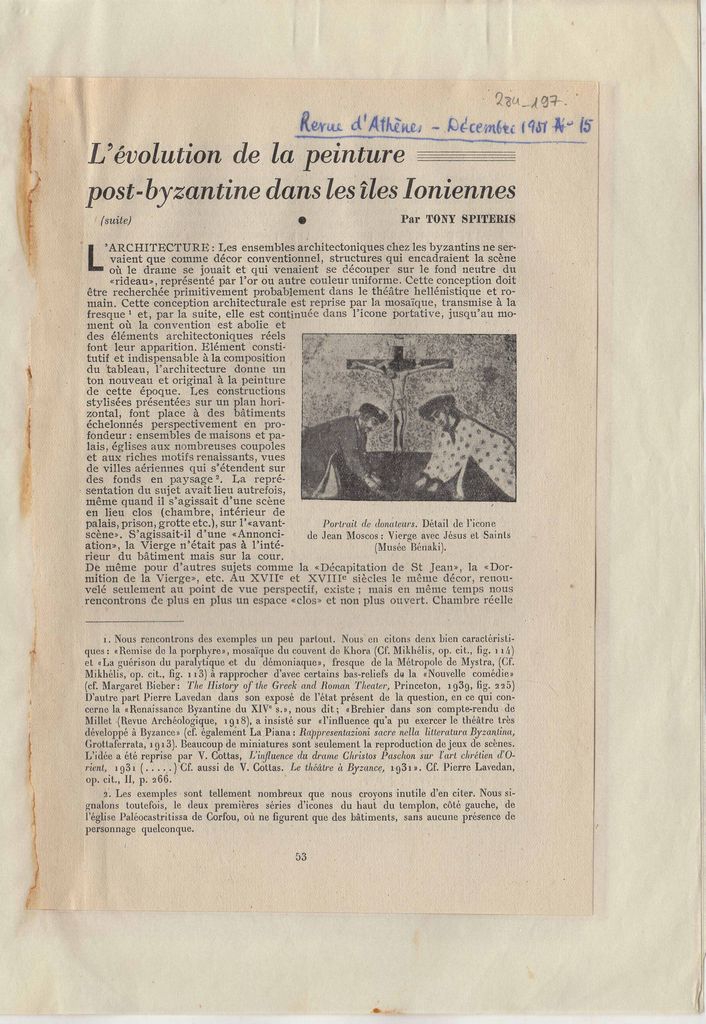 284-197.
Revue d'Athènes - Décembre 1951 No 15
L'évolution de la peinture
post-byzantine dans les îles Ioniennes
(suite) ● Par TONY SPITERIS
L'ARCHITECTURE : Les ensembles architectoniques chez les byzantins ne ser-
vaient que comme décor conventionnel, structures qui encadraient la scène
où le drame se jouait et qui venaient se découper sur le fond neutre du
«rideau», représenté par l'or ou autre couleur uniforme. Cette conception doit
être recherchée primitivement probablement dans le théâtre hellénistique et ro-
main. Cette conception architecturale est reprise par la mosaïque, transmise à la
fresque ¹ et, par la suite, elle est continuée dans l'icone portative, jusqu'au mo-
ment où la convention est abolie et
des éléments architectoniques réels
font leur apparition. Elément consti-
tutif et indispensable à la composition
du tableau, l'architecture donne un
ton nouveau et original à la peinture
de cette époque. Les constructions
stylisées présentées sur un plan hori-
zontal, font place à des bâtiments
échelonnés perspectivement en pro-
fondeur : ensembles de maisons et pa-
lais, églises aux nombreuses coupoles
et aux riches motifs renaissants, vues
de villes aériennes qui s'étendent sur
des fonds en paysage ². La repré-
sentation du sujet avait lieu autrefois,
même quand il s'agissait d'une scène
en lieu clos (chambre, intérieur de
palais, prison, grotte etc.), sur l'«avant-
scène». S'agissait-il d'une «Annonci-
ation», la Vierge n'était pas à l'inté-
rieur du bâtiment mais sur la cour.
Portrait de donateurs. Détail de l'icone
de Jean Moscos : Vierge avec Jésus et Saints
(Musée Bénaki).
De même pour d'autres sujets comme la «Décapitation de St Jean», la «Dor-
mition de la Vierge», etc. Au XVIIᵉ et XVIIIᵉ siècles le même décor, renou-
velé seulement au point de vue perspectif, existe ; mais en même temps nous
rencontrons de plus en plus un espace «clos» et non plus ouvert. Chambre réelle
1. Nous rencontrons des exemples un peu partout. Nous en citons deux bien caractéristi-
ques : «Remise de la porphyre», mosaïque du couvent de Khora (Cf. Mikhélis, op. cit., fig. 114)
et «La guérison du paralytique et du démoniaque», fresque de la Métropole de Mystra, (Cf.
Mikhélis, op. cit., fig. 113) à rapprocher d'avec certains bas-reliefs de la «Nouvelle comédie»
(cf. Margaret Bieber : The History of the Greek and Roman Theater, Princeton, 1939, fig. 225)
D'autre part Pierre Lavedan dans son exposé de l'état présent de la question, en ce qui con-
cerne la «Renaissance Byzantine du XIVᵉ s.», nous dit ; «Brehier dans son compte-rendu de
Millet (Revue Archéologique, 1918), a insisté sur «l'influence qu'a pu exercer le théâtre très
développé à Byzance» (cf. également La Piana : Rappresentazioni sacre nella litteratura Byzantina,
Grottaferrata, 1913). Beaucoup de miniatures sont seulement la reproduction de jeux de scènes.
L'idée a été reprise par V. Cottas, L'influence du drame Christos Paschon sur l'art chrétien d'O-
rient, 1931 (.....) Cf. aussi de V. Cottas. Le théâtre à Byzance, 1931». Cf. Pierre Lavedan,
op. cit., II, p. 266.
2. Les exemples sont tellement nombreux que nous croyons inutile d'en citer. Nous si-
gnalons toutefois, le deux premières séries d'icones du haut du templon, côté gauche, de
l'église Paléocastritissa de Corfou, où ne figurent que des bâtiments, sans aucune présence de
personnage quelconque.
53